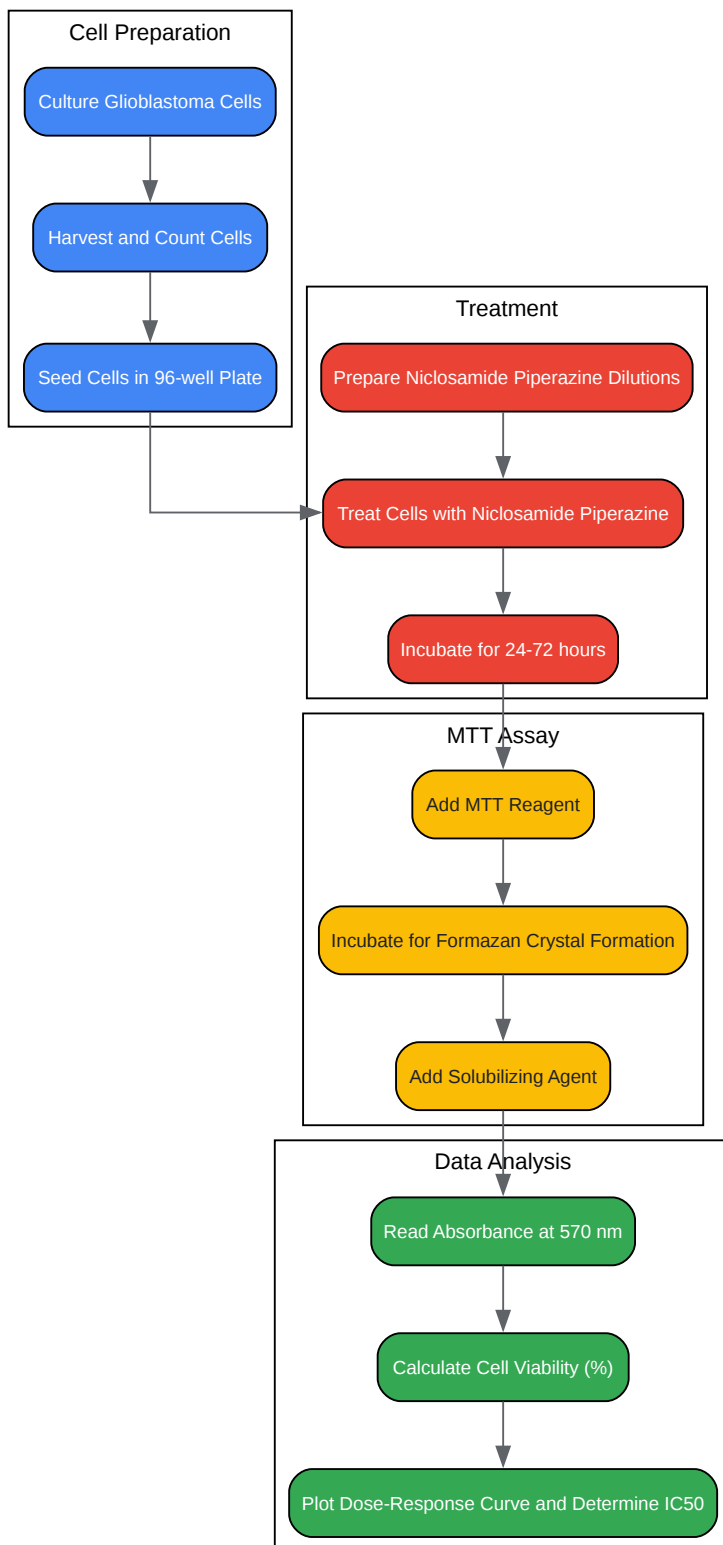 Cell Preparation
Culture Glioblastoma Cells
Harvest and Count Cells
Seed Cells in 96-well Plate
Treatment
Prepare Niclosamide Piperazine Dilutions
Treat Cells with Niclosamide Piperazine
Incubate for 24-72 hours
MTT Assay
Add MTT Reagent
Incubate for Formazan Crystal Formation
Add Solubilizing Agent
Data Analysis
Read Absorbance at 570 nm
Calculate Cell Viability (%)
Plot Dose-Response Curve and Determine IC50